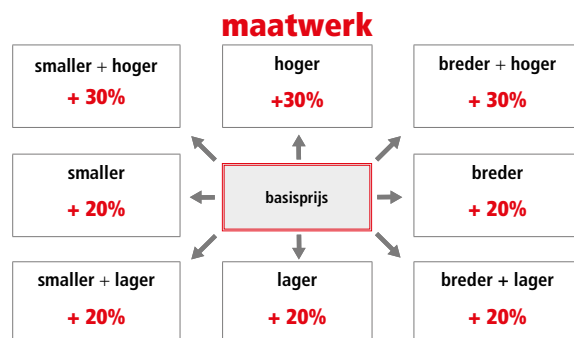 maatwerk
smaller + hoger
+ 30%
hoger
+30%
breder + hoger
+ 30%
smaller
+ 20%
basisprijs
breder
+ 20%
smaller + lager
+ 20%
lager
+ 20%
breder + lager
+ 20%